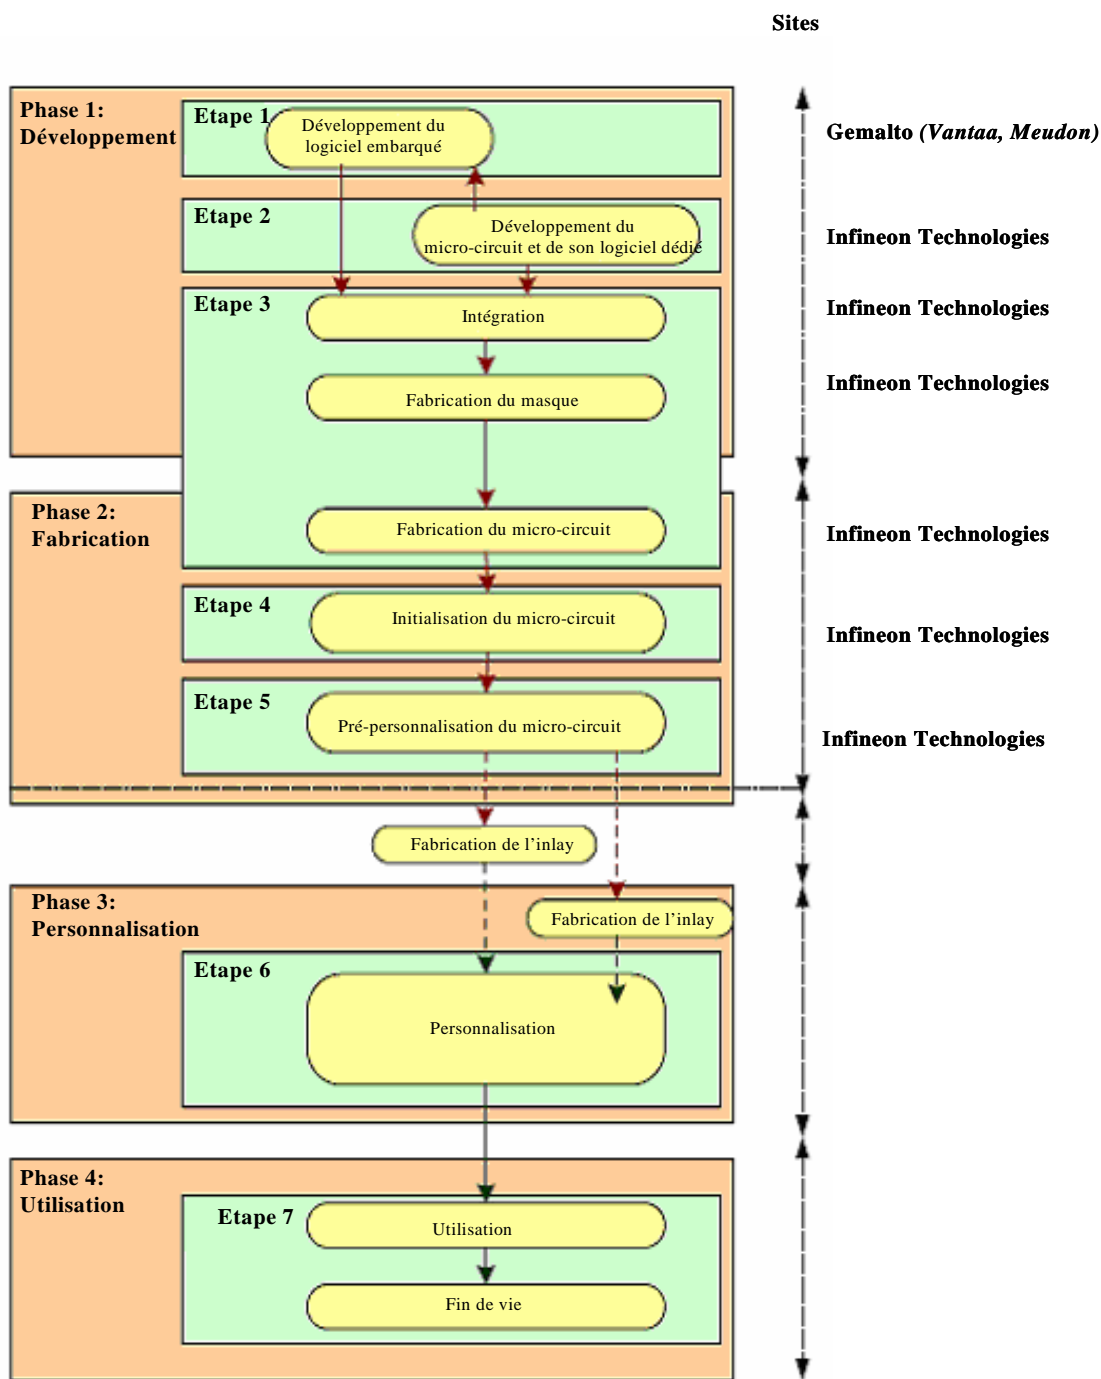 Sites
Phase 1:
Développement
Etape 1
Développement du
logiciel embarqué
Gemalto (Vantaa, Meudon)
Etape 2
Développement du
micro-circuit et de son logiciel dédié
Infineon Technologies
Etape 3
Intégration
Infineon Technologies
Fabrication du masque
Infineon Technologies
Phase 2:
Fabrication
Fabrication du micro-circuit
Infineon Technologies
Etape 4
Initialisation du micro-circuit
Infineon Technologies
Etape 5
Pré-personnalisation du micro-circuit
Infineon Technologies
Fabrication de l'inlay
Phase 3:
Personnalisation
Fabrication de l'inlay
Etape 6
Personnalisation
Phase 4:
Utilisation
Etape 7
Utilisation
Fin de vie